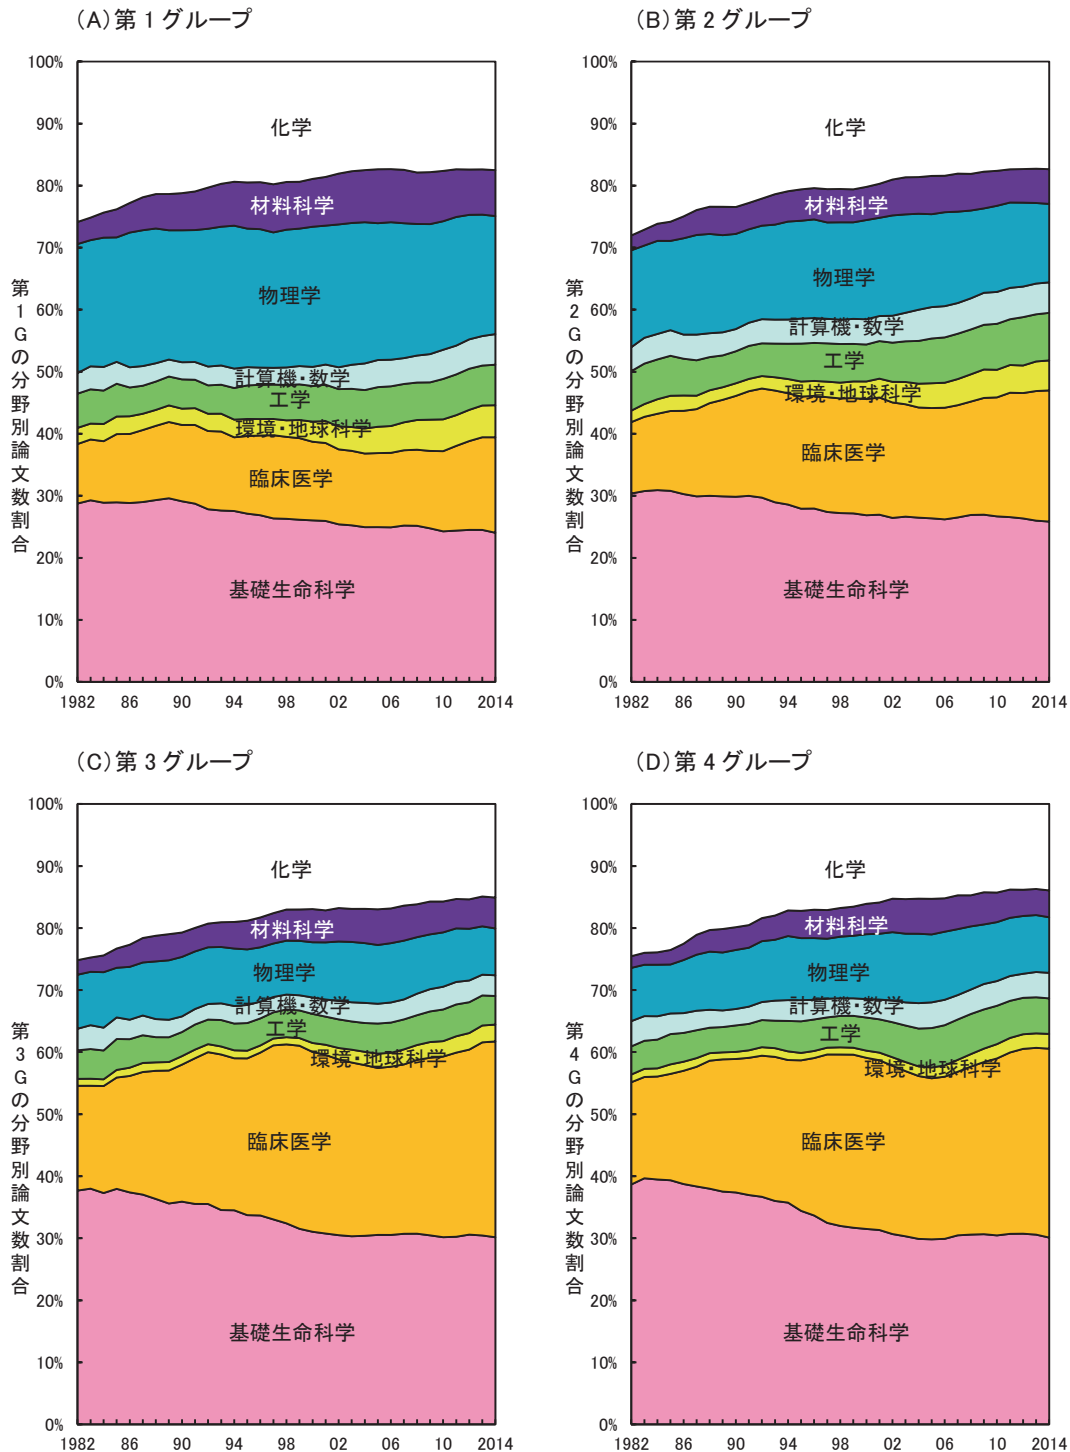 (A)第 1 グループ
100%
90%
80%
70%
60%
50%
40%
30%
20%
10%
0%
第1Gの分野別論文数割合
化学
材料科学
物理学
計算機・数学
工学
環境・地球科学
臨床医学
基礎生命科学
1982 86 90 94 98 02 06 10 2014
(B)第 2 グループ
100%
90%
80%
70%
60%
50%
40%
30%
20%
10%
0%
第2Gの分野別論文数割合
化学
材料科学
物理学
計算機・数学
工学
環境・地球科学
臨床医学
基礎生命科学
1982 86 90 94 98 02 06 10 2014
(C)第 3 グループ
100%
90%
80%
70%
60%
50%
40%
30%
20%
10%
0%
第3Gの分野別論文数割合
化学
材料科学
物理学
計算機・数学
工学
環境・地球科学
臨床医学
基礎生命科学
1982 86 90 94 98 02 06 10 2014
(D)第 4 グループ
100%
90%
80%
70%
60%
50%
40%
30%
20%
10%
0%
第4Gの分野別論文数割合
化学
材料科学
物理学
計算機・数学
工学
環境・地球科学
臨床医学
基礎生命科学
1982 86 90 94 98 02 06 10 2014